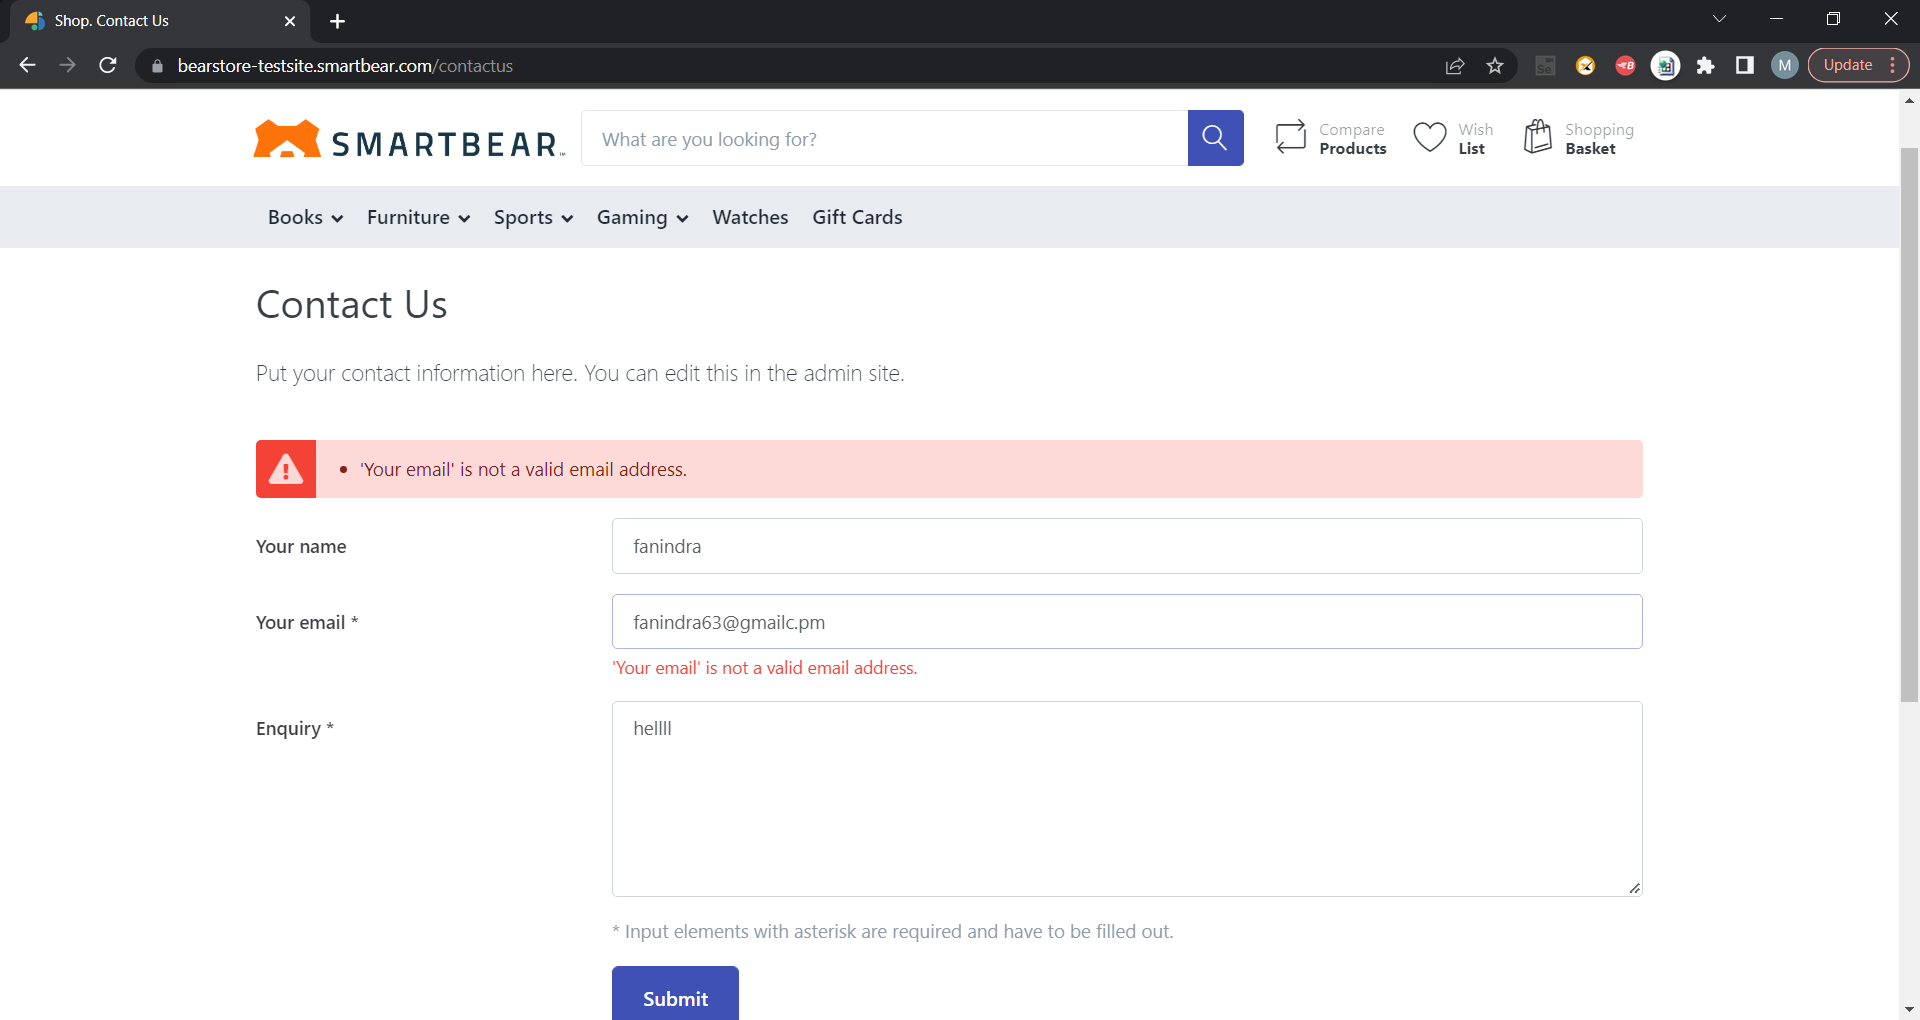 Shop. Contact Us
bearstore-testsite.smartbear.com/contactus
Se
B
M
Update
SMARTBEAR™
What are you looking for?
Compare
Products
Wish
List
Shopping
Basket
Books Furniture Sports Gaming Watches Gift Cards
Contact Us
Put your contact information here. You can edit this in the admin site.
• 'Your email' is not a valid email address.
Your name
fanindra
Your email *
fanindra63@gmailc.pm
'Your email' is not a valid email address.
Enquiry *
hellll
* Input elements with asterisk are required and have to be filled out.
Submit